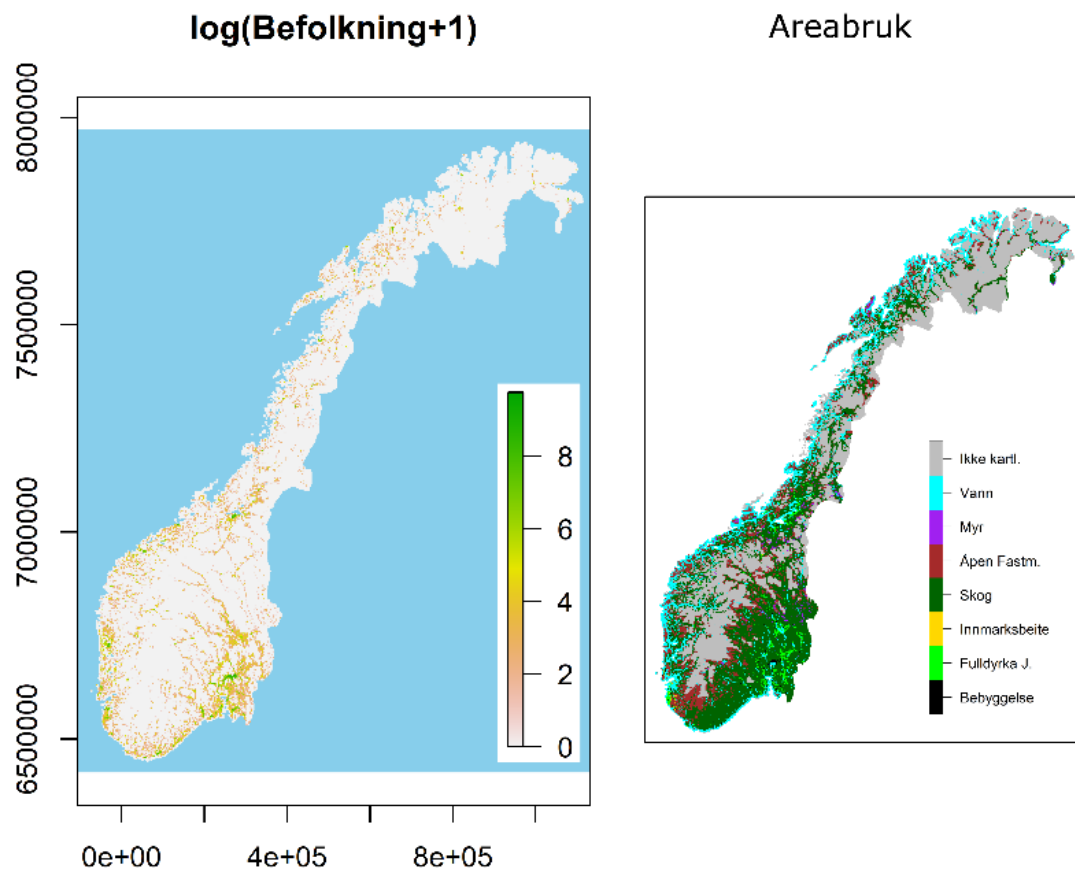 log(Befolkning+1)
Areabruk
8000000
7500000
7000000
6500000
0e+00
4e+05
8e+05
8
6
4
2
0
Ikke kartl.
Vann
Myr
Åpen Fastm.
Skog
Innmarksbeite
Fulldyrka J.
Bebyggelse